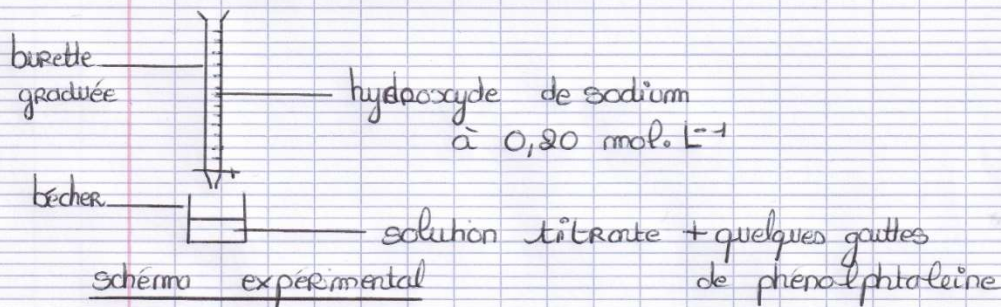 burette
graduée
hydroxyde de sodium
à 0,20 mol.L-1
bécher
solution titrante + quelques gouttes
de phénolphtaleine
schéma expérimental